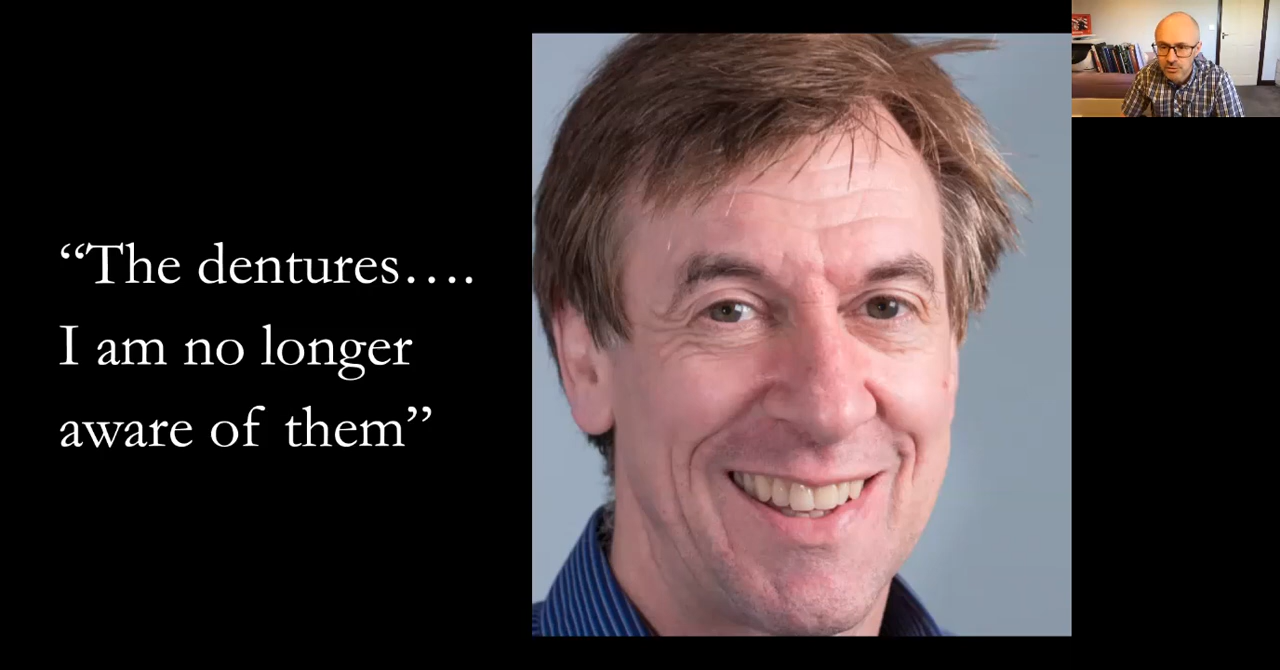 “The dentures….
I am no longer
aware of them”